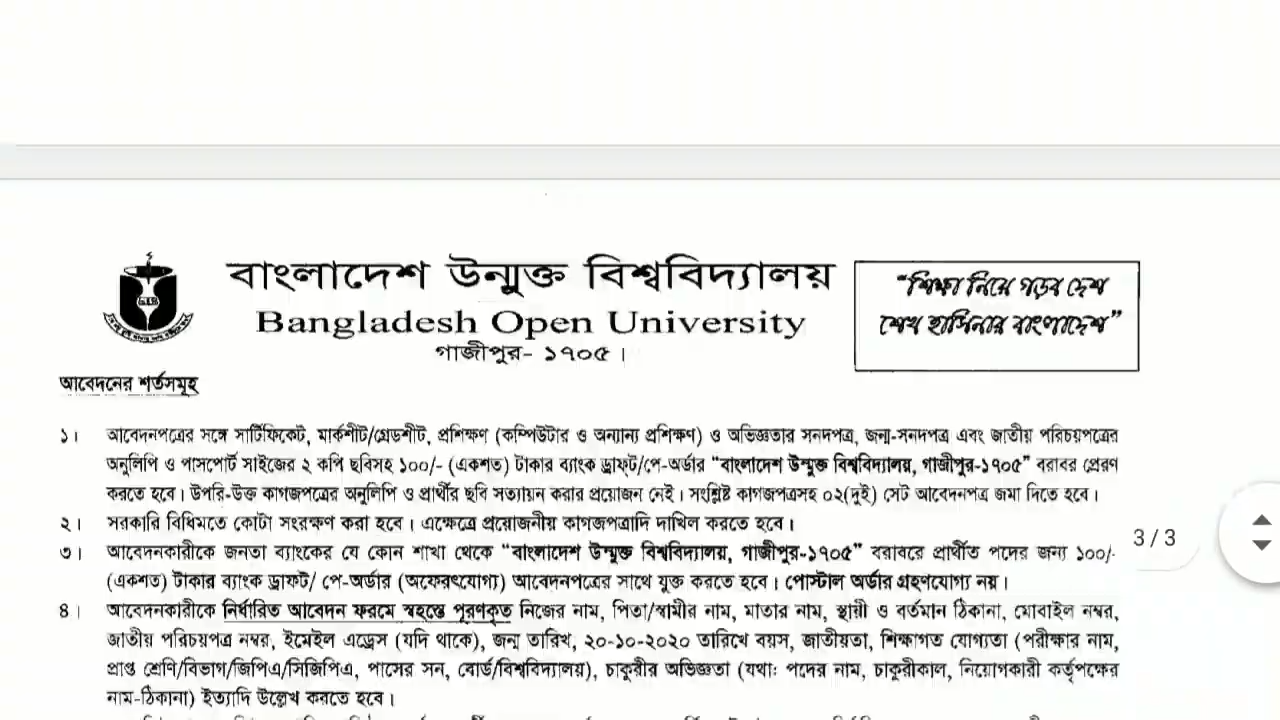 বাংলাদেশ উন্মুক্ত বিশ্ববিদ্যালয়
Bangladesh Open University
গাজীপুর- ১৭০৫ ।
“শিক্ষা নিয়ে গড়ব দেশ
শেখ হাসিনার বাংলাদেশ”
আবেদনের শর্তসমূহ
১। আবেদনপত্রের সঙ্গে সার্টিফিকেট, মার্কশীট/গ্রেডশীট, প্রশিক্ষণ (কম্পিউটার ও অন্যান্য প্রশিক্ষণ) ও অভিজ্ঞতার সনদপত্র, জন্ম-সনদপত্র এবং জাতীয় পরিচয়পত্রের
অনুলিপি ও পাসপোর্ট সাইজের ২ কপি ছবিসহ ১০০/- (একশত) টাকার ব্যাংক ড্রাফ্ট/পে-অর্ডার “বাংলাদেশ উন্মুক্ত বিশ্ববিদ্যালয়, গাজীপুর-১৭০৫” বরাবর প্রেরণ
করতে হবে। উপরি-উক্ত কাগজপত্রের অনুলিপি ও প্রার্থীর ছবি সত্যায়ন করার প্রয়োজন নেই। সংশ্লিষ্ট কাগজপত্রসহ ০২(দুই) সেট আবেদনপত্র জমা দিতে হবে।
২। সরকারি বিধিমতে কোটা সংরক্ষণ করা হবে। এক্ষেত্রে প্রয়োজনীয় কাগজপত্রাদি দাখিল করতে হবে।
৩। আবেদনকারীকে জনতা ব্যাংকের যে কোন শাখা থেকে “বাংলাদেশ উন্মুক্ত বিশ্ববিদ্যালয়, গাজীপুর-১৭০৫” বরাবরে প্রার্থীত পদের জন্য ১০০/-
(একশত) টাকার ব্যাংক ড্রাফট/ পে-অর্ডার (অফেরৎযোগ্য) আবেদনপত্রের সাথে যুক্ত করতে হবে। পোস্টাল অর্ডার গ্রহণযোগ্য নয়।
3 / 3
৪। আবেদনকারীকে নির্ধারিত আবেদন ফরমে স্বহস্তে পূরণকৃত নিজের নাম, পিতা/স্বামীর নাম, মাতার নাম, স্থায়ী ও বর্তমান ঠিকানা, মোবাইল নম্বর,
জাতীয় পরিচয়পত্র নম্বর, ইমেইল এড্রেস (যদি থাকে), জন্ম তারিখ, ২০-১০-২০২০ তারিখে বয়স, জাতীয়তা, শিক্ষাগত যোগ্যতা (পরীক্ষার নাম,
প্রাপ্ত শ্রেণি/বিভাগ/জিপিএ/সিজিপিএ, পাসের সন, বোর্ড/বিশ্ববিদ্যালয়), চাকুরীর অভিজ্ঞতা (যথা: পদের নাম, চাকুরীকাল, নিয়োগকারী কর্তৃপক্ষের
নাম-ঠিকানা) ইত্যাদি উল্লেখ করতে হবে।